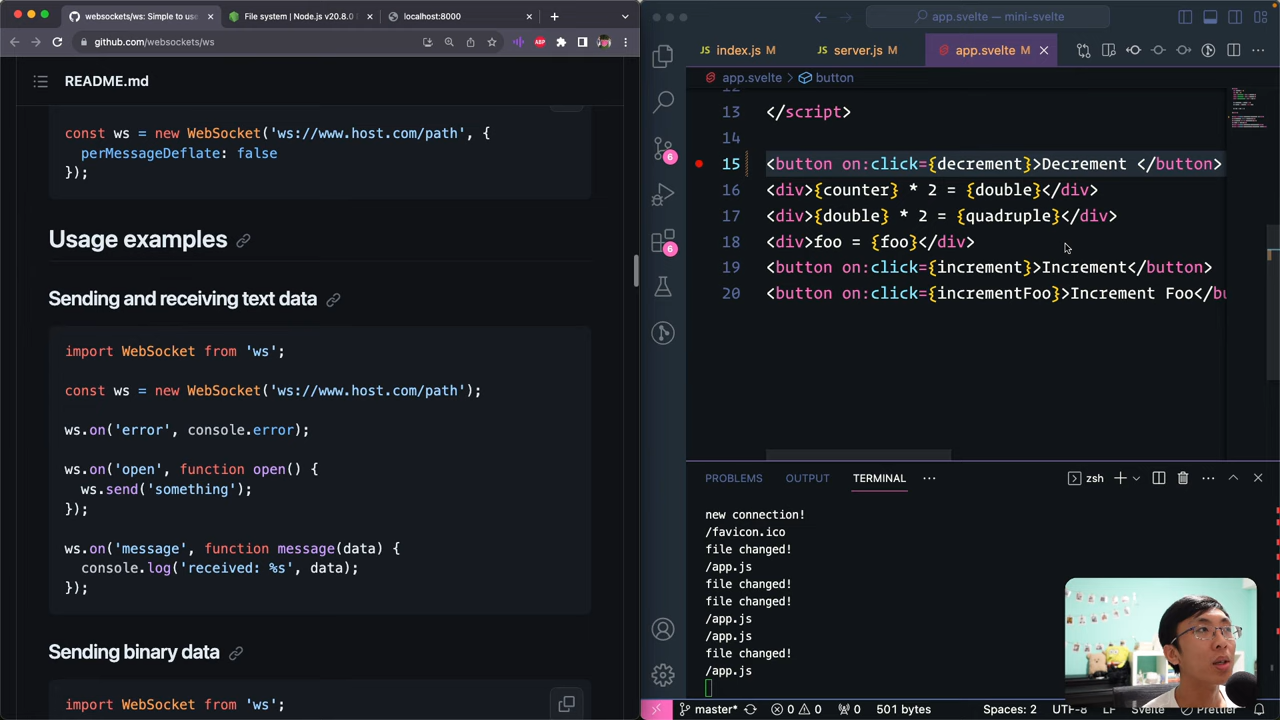 websockets/ws: Simple to use
File system | Node.js v20.8.0
localhost:8000
github.com/websockets/ws
README.md
const ws = new WebSocket('ws://www.host.com/path', {
perMessageDeflate: false
});
Usage examples
Sending and receiving text data
import WebSocket from 'ws';
const ws = new WebSocket('ws://www.host.com/path');
ws.on('error', console.error);
ws.on('open', function open() {
ws.send('something');
});
ws.on('message', function message(data) {
console.log('received: %s', data);
});
Sending binary data
import WebSocket from 'ws';
app.svelte — mini-svelte
JS index.js M
JS server.js M
app.svelte M
app.svelte > button
13 </script>
14
15 <button on:click={decrement}>Decrement </button>
16 <div>{counter} * 2 = {double}</div>
17 <div>{double} * 2 = {quadruple}</div>
18 <div>foo = {foo}</div>
19 <button on:click={increment}>Increment</button>
20 <button on:click={incrementFoo}>Increment Foo</bu
6
6
PROBLEMS OUTPUT TERMINAL ... zsh
new connection!
/favicon.ico
file changed!
/app.js
file changed!
file changed!
/app.js
/app.js
file changed!
/app.js
master* 0 0 0 501 bytes Spaces: 2 UTF-8 LF Svelte Prettier